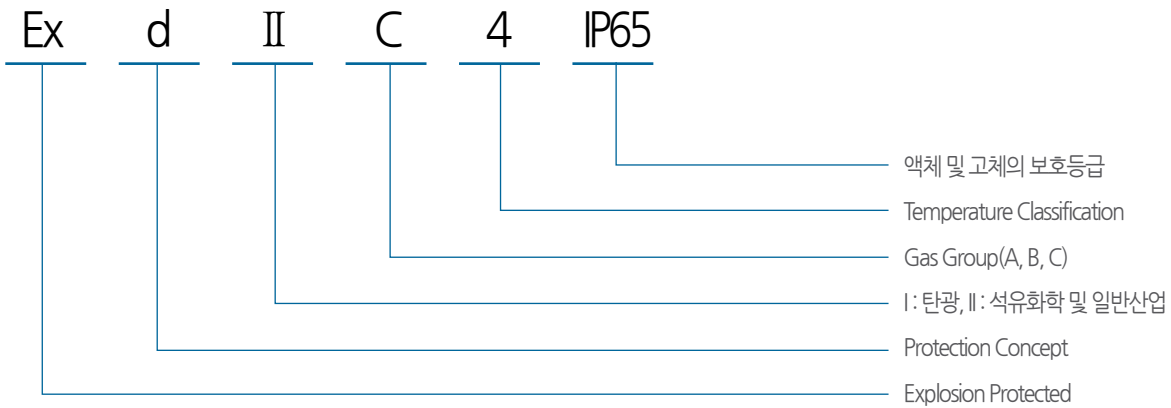 Ex d Ⅱ C 4 IP65
액체 및 고체의 보호등급
Temperature Classification
Gas Group(A, B, C)
Ⅰ : 탄광, Ⅱ : 석유화학 및 일반산업
Protection Concept
Explosion Protected